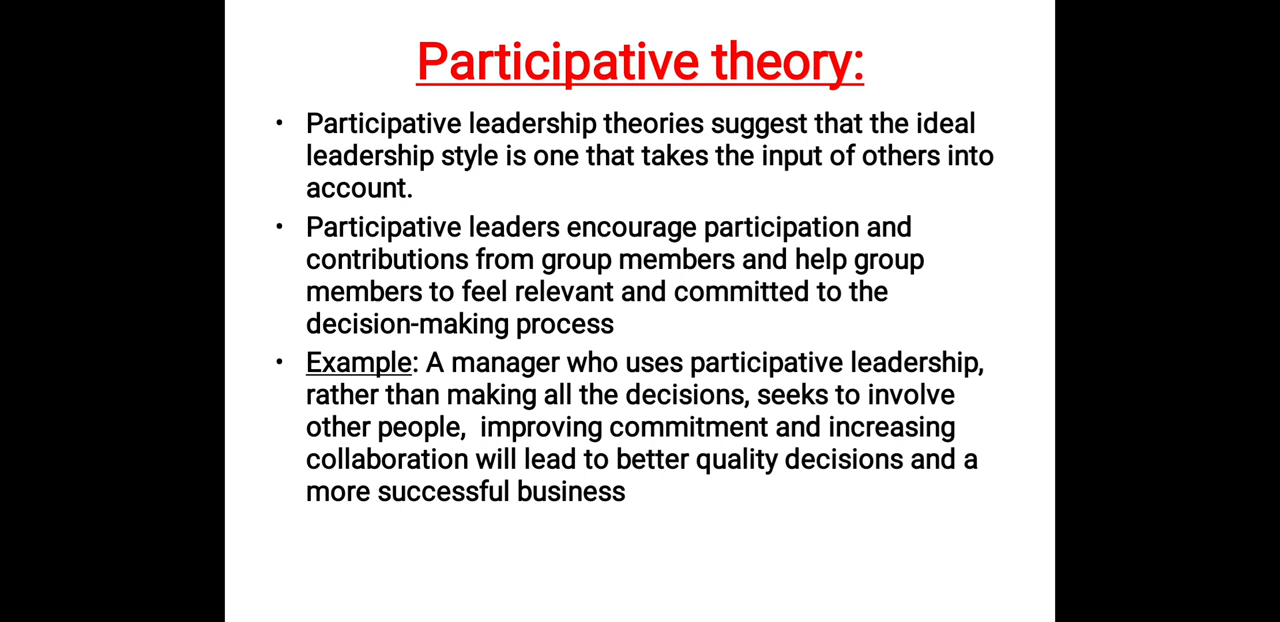 Participative theory:
• Participative leadership theories suggest that the ideal
leadership style is one that takes the input of others into
account.
• Participative leaders encourage participation and
contributions from group members and help group
members to feel relevant and committed to the
decision-making process
• Example: A manager who uses participative leadership,
rather than making all the decisions, seeks to involve
other people,  improving commitment and increasing
collaboration will lead to better quality decisions and a
more successful business